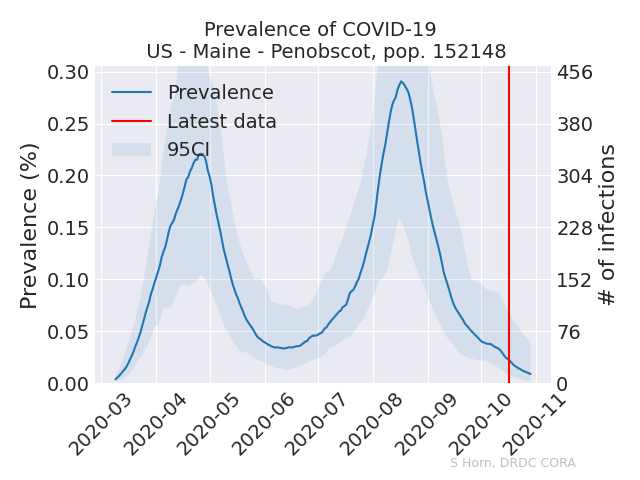 Prevalence of COVID-19
US - Maine - Penobscot, pop. 152148
Prevalence (%)
0.30
0.25
0.20
0.15
0.10
0.05
0.00
Prevalence
Latest data
95CI
456
380
304
228
152
76
0
# of infections
2020-03
2020-04
2020-05
2020-06
2020-07
2020-08
2020-09
2020-10
2020-11
S Horn, DRDC CORA